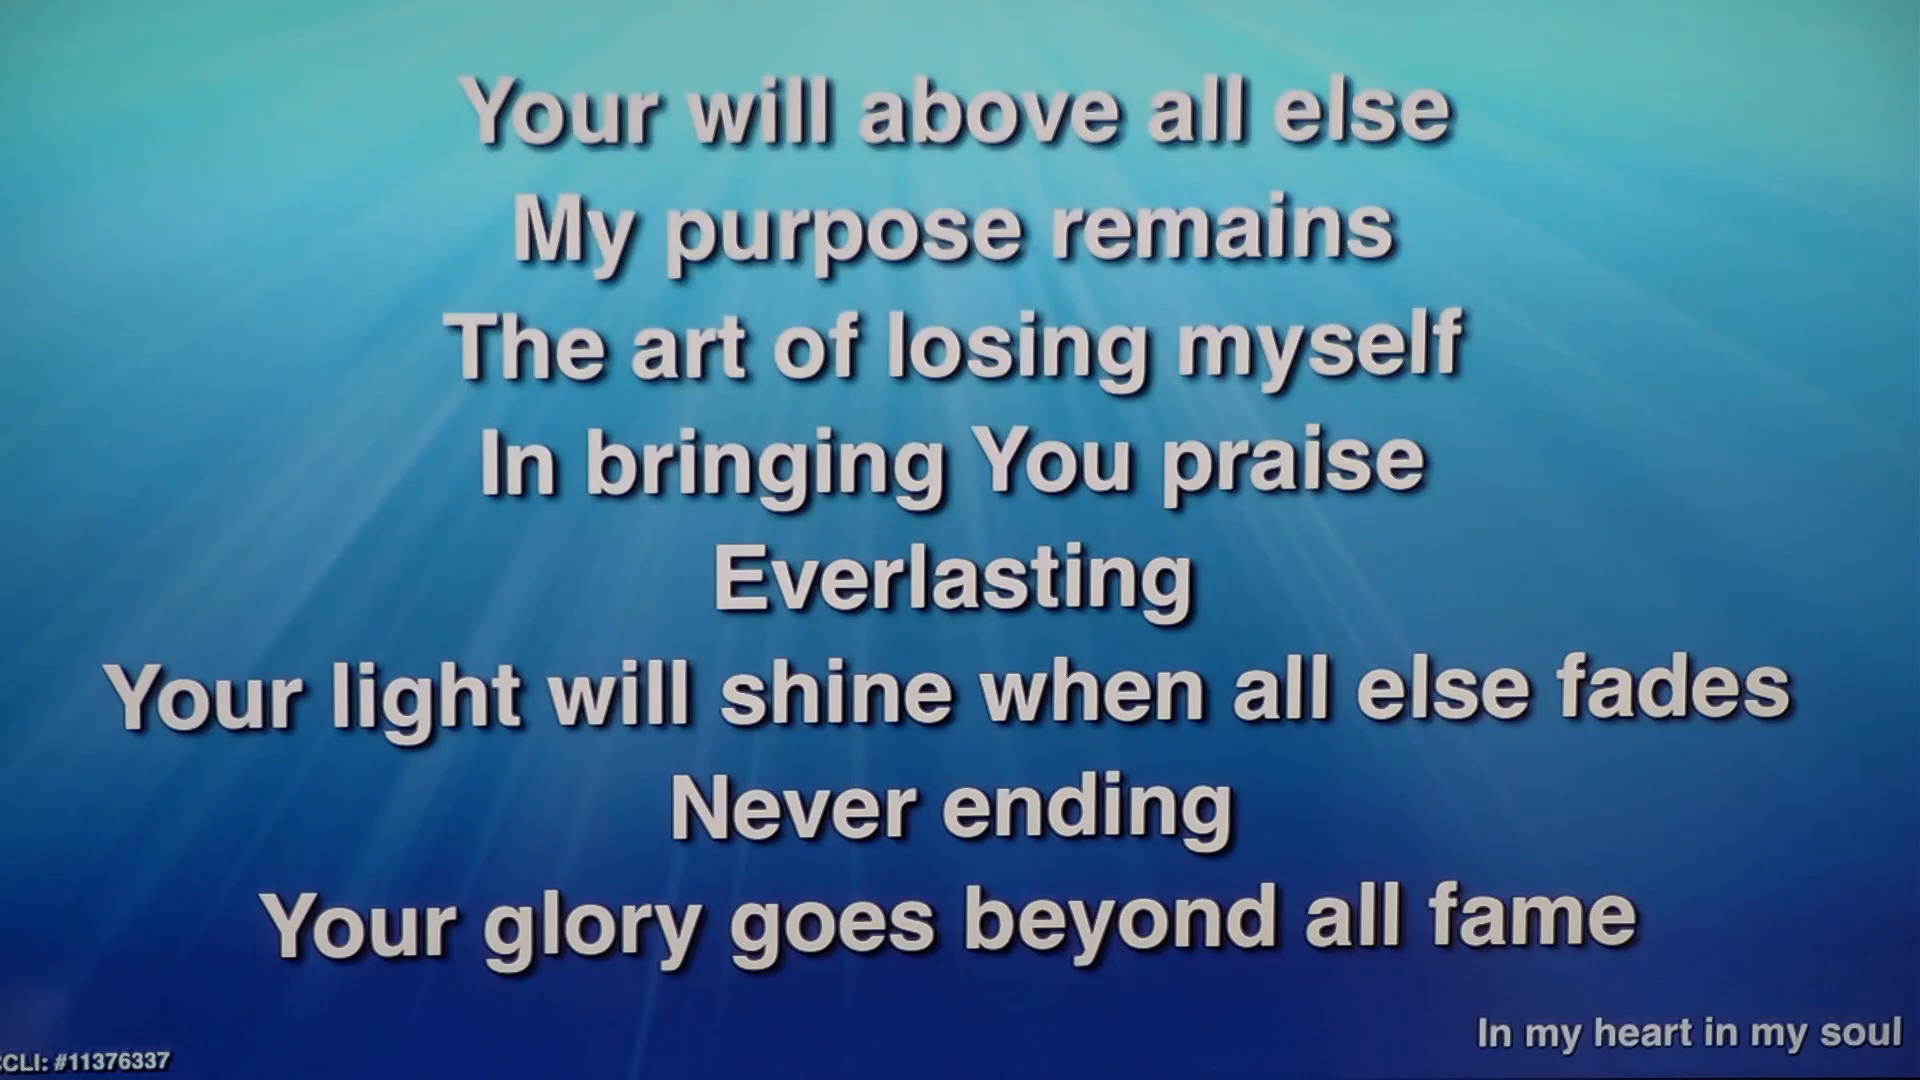 Your will above all else
My purpose remains
The art of losing myself
In bringing You praise
Everlasting
Your light will shine when all else fades
Never ending
Your glory goes beyond all fame
In my heart in my soul
CCLI: #11376337